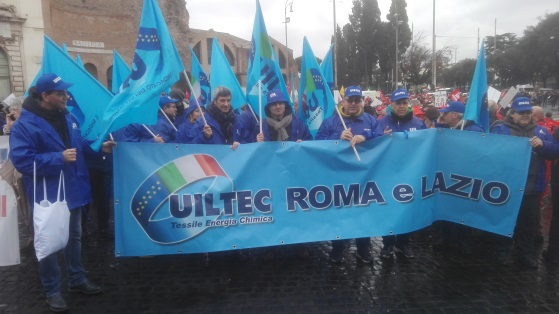 UILTEC ROMA e LAZIO
Tessile Energia Chimica